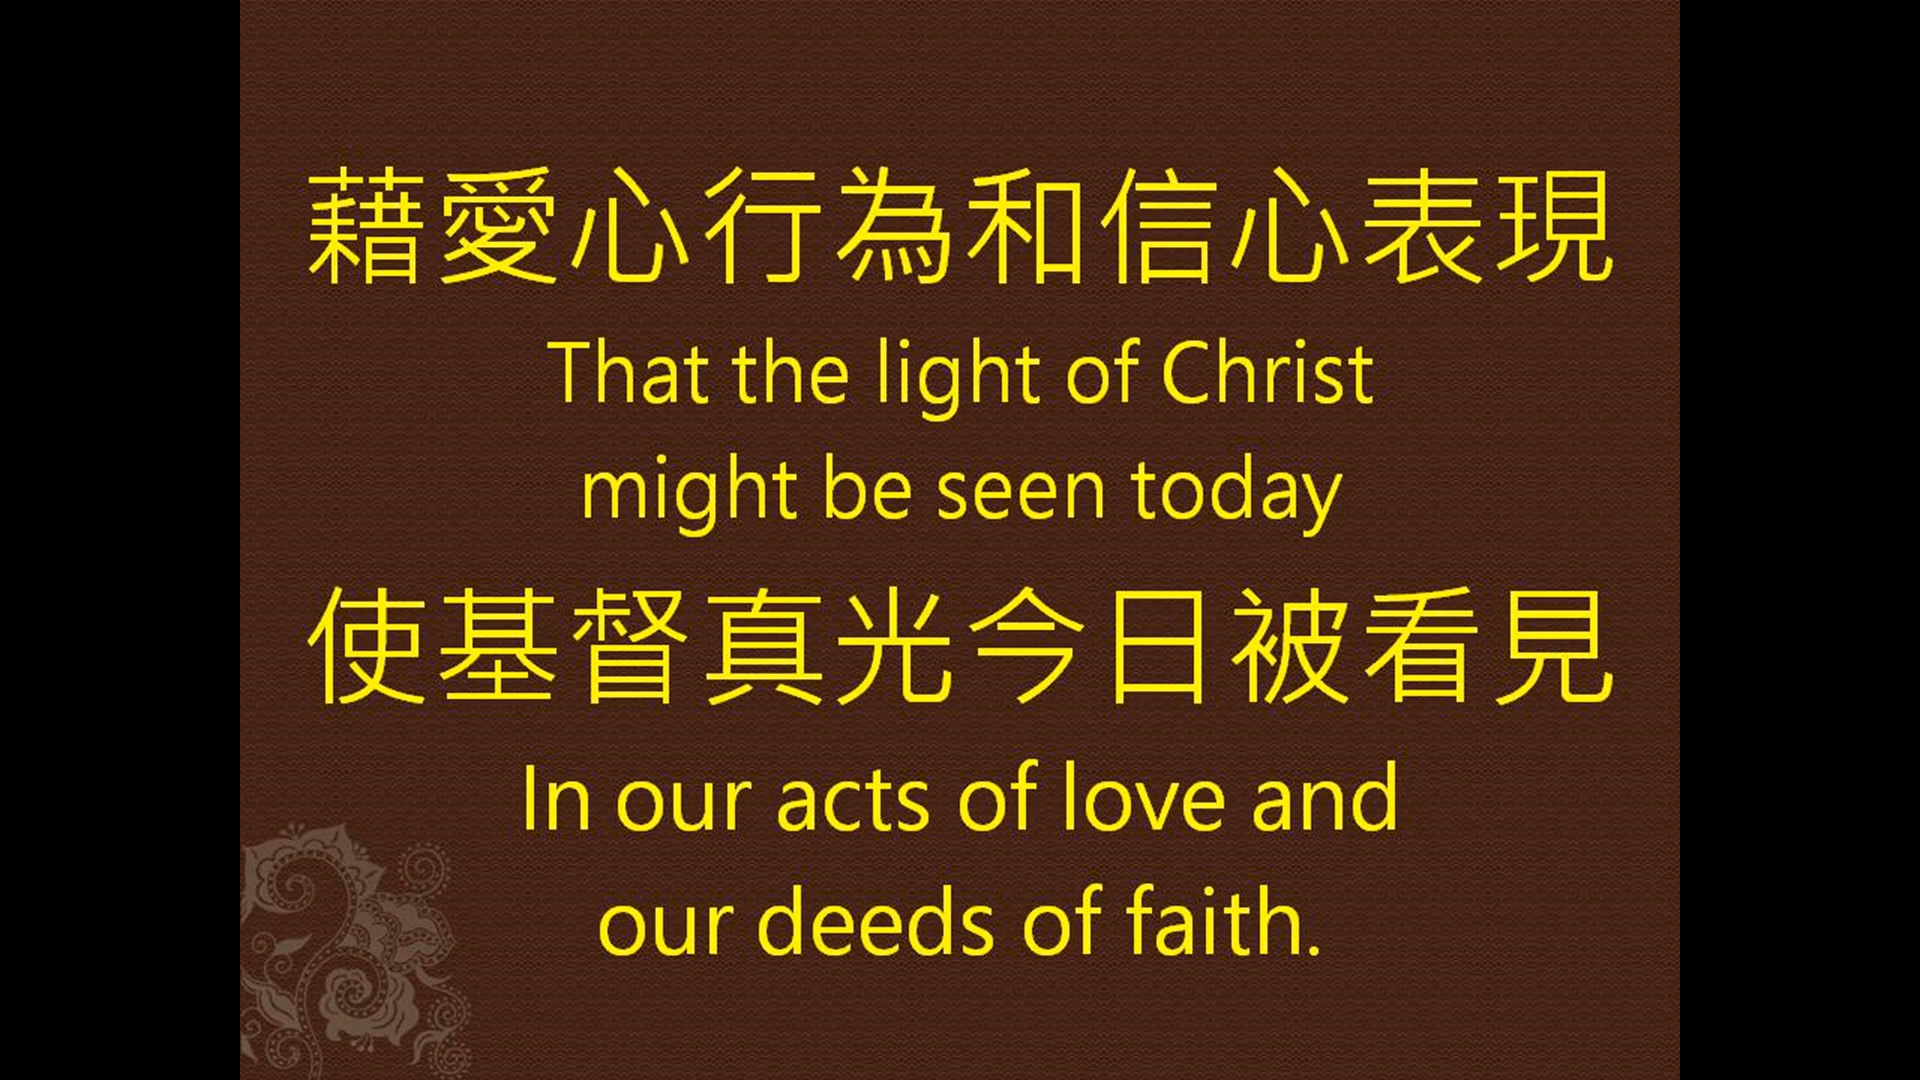 藉愛心行為和信心表現
That the light of Christ
might be seen today
使基督真光今日被看見
In our acts of love and
our deeds of faith.